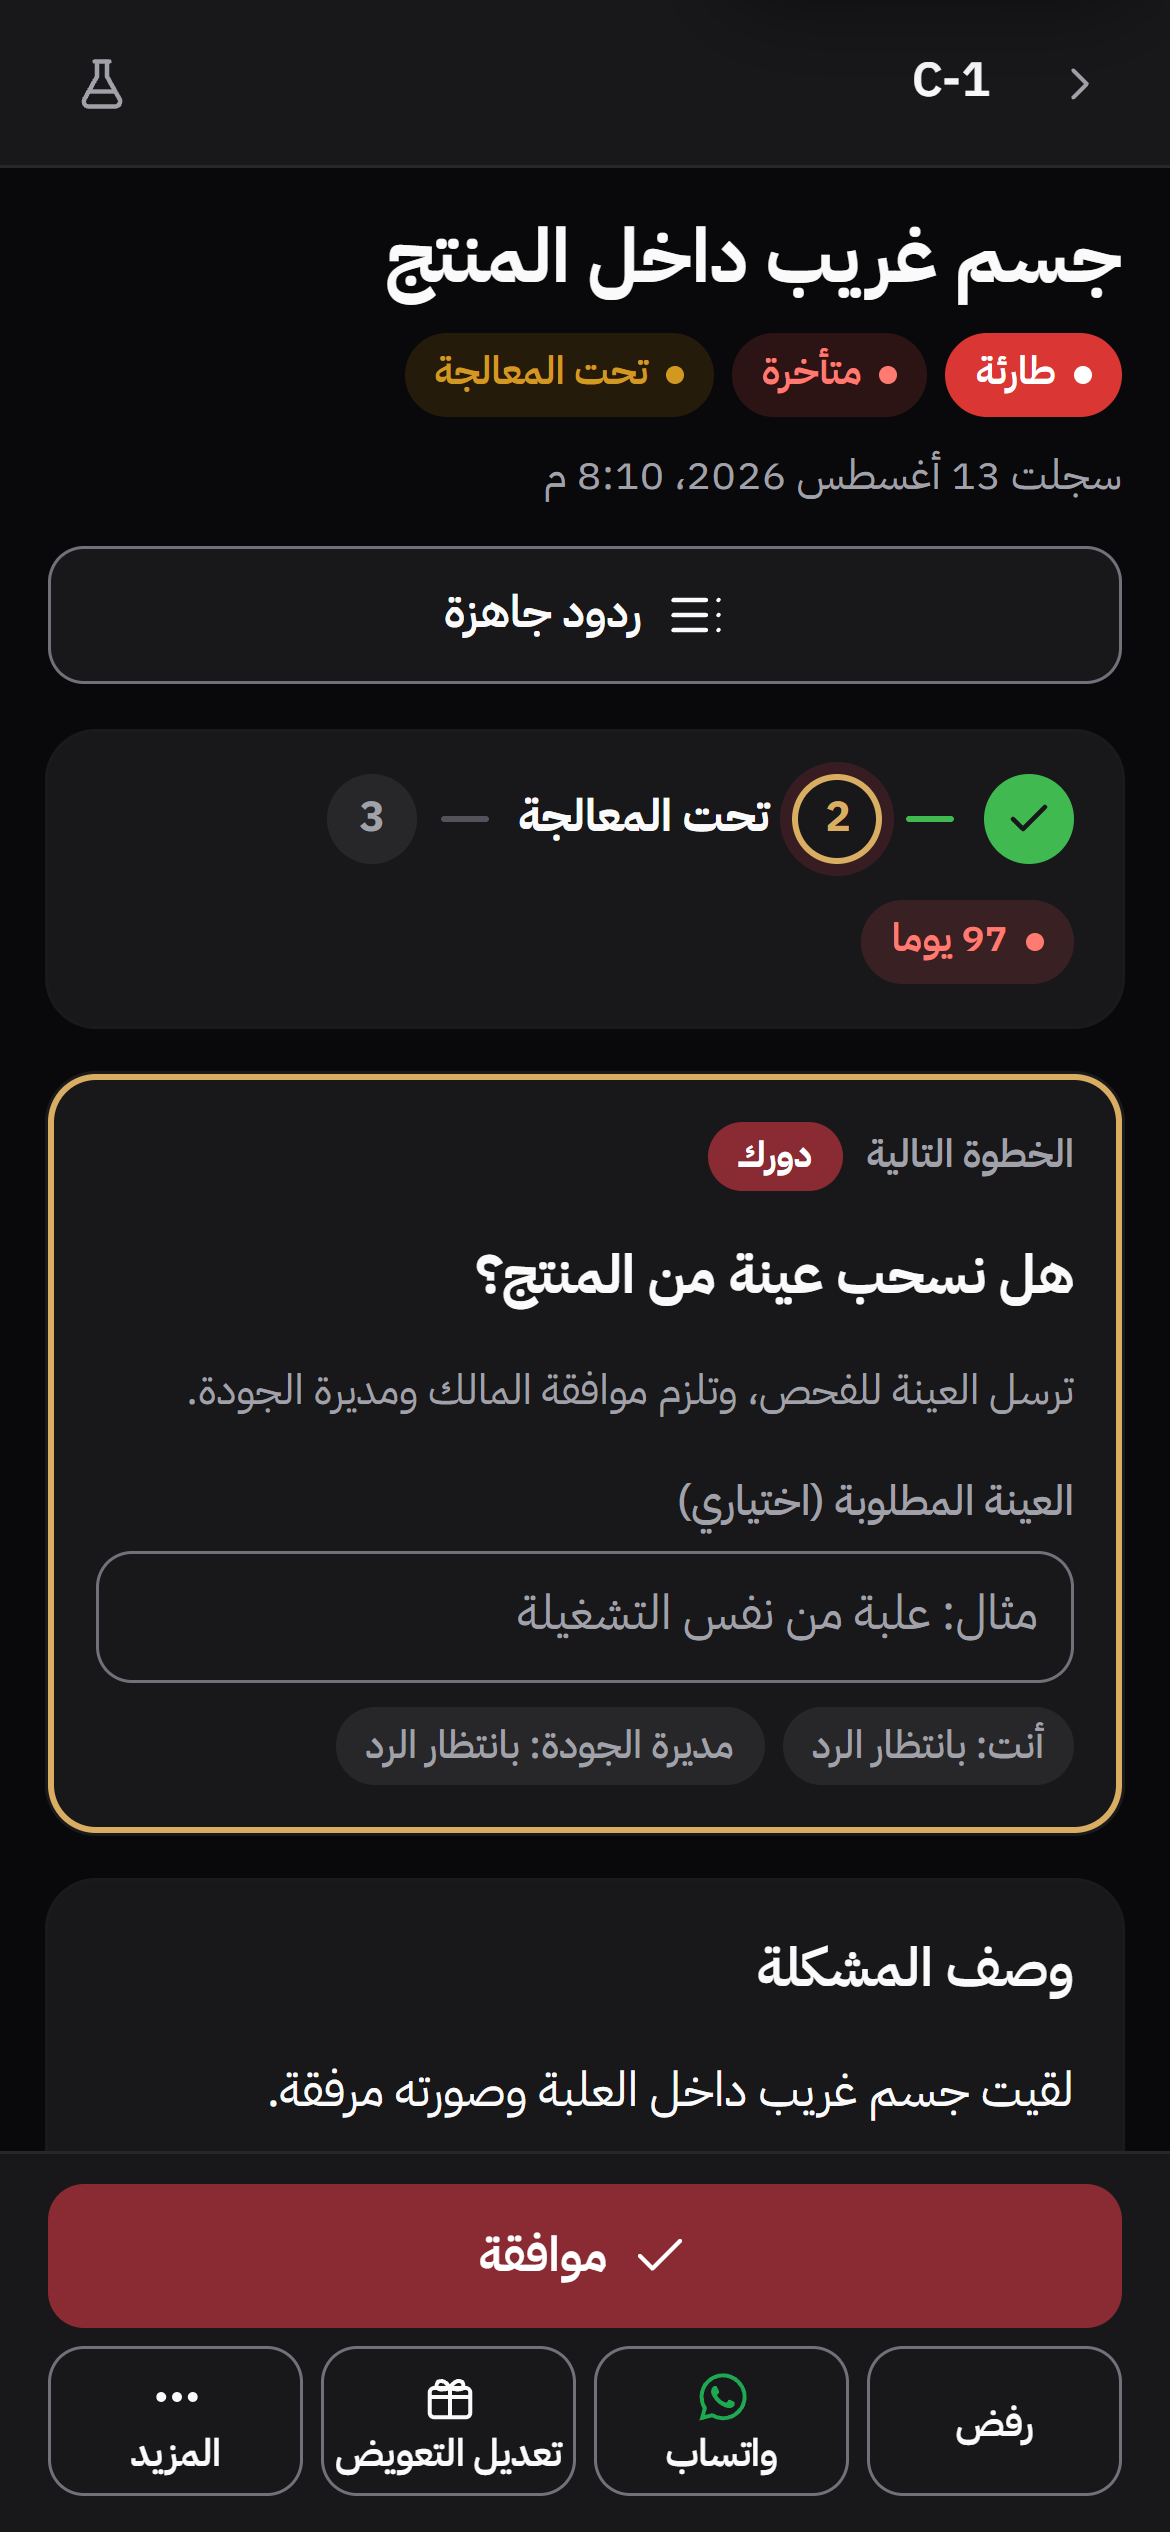 C-1
جسم غريب داخل المنتج
طارئة
متأخرة
تحت المعالجة
سجلت 13 أغسطس 2026، 8:10 م
ردود جاهزة
2
تحت المعالجة
3
97 يوما
الخطوة التالية
دورك
هل نسحب عينة من المنتج؟
ترسل العينة للفحص، وتلزم موافقة المالك ومديرة الجودة.
العينة المطلوبة (اختياري)
مثال: علبة من نفس التشغيلة
أنت: بانتظار الرد
مديرة الجودة: بانتظار الرد
وصف المشكلة
لقيت جسم غريب داخل العلبة وصورته مرفقة.
موافقة
رفض
واتساب
تعديل التعويض
المزيد